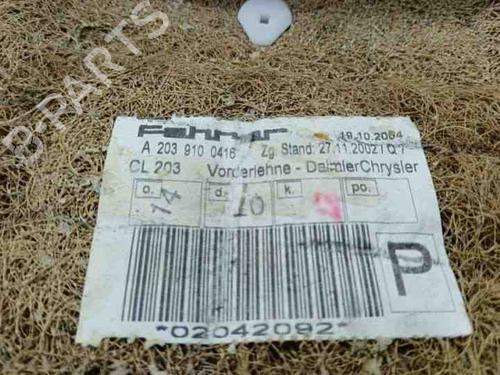 B-PARTS
Fehrer 19.10.2004
A 203 910 0416 Zg. Stand: 27.11.2002 / Q7
CL 203 Vorderlehne - DaimlerChrysler
o. d. k. po.
14 10
P
*02042092*